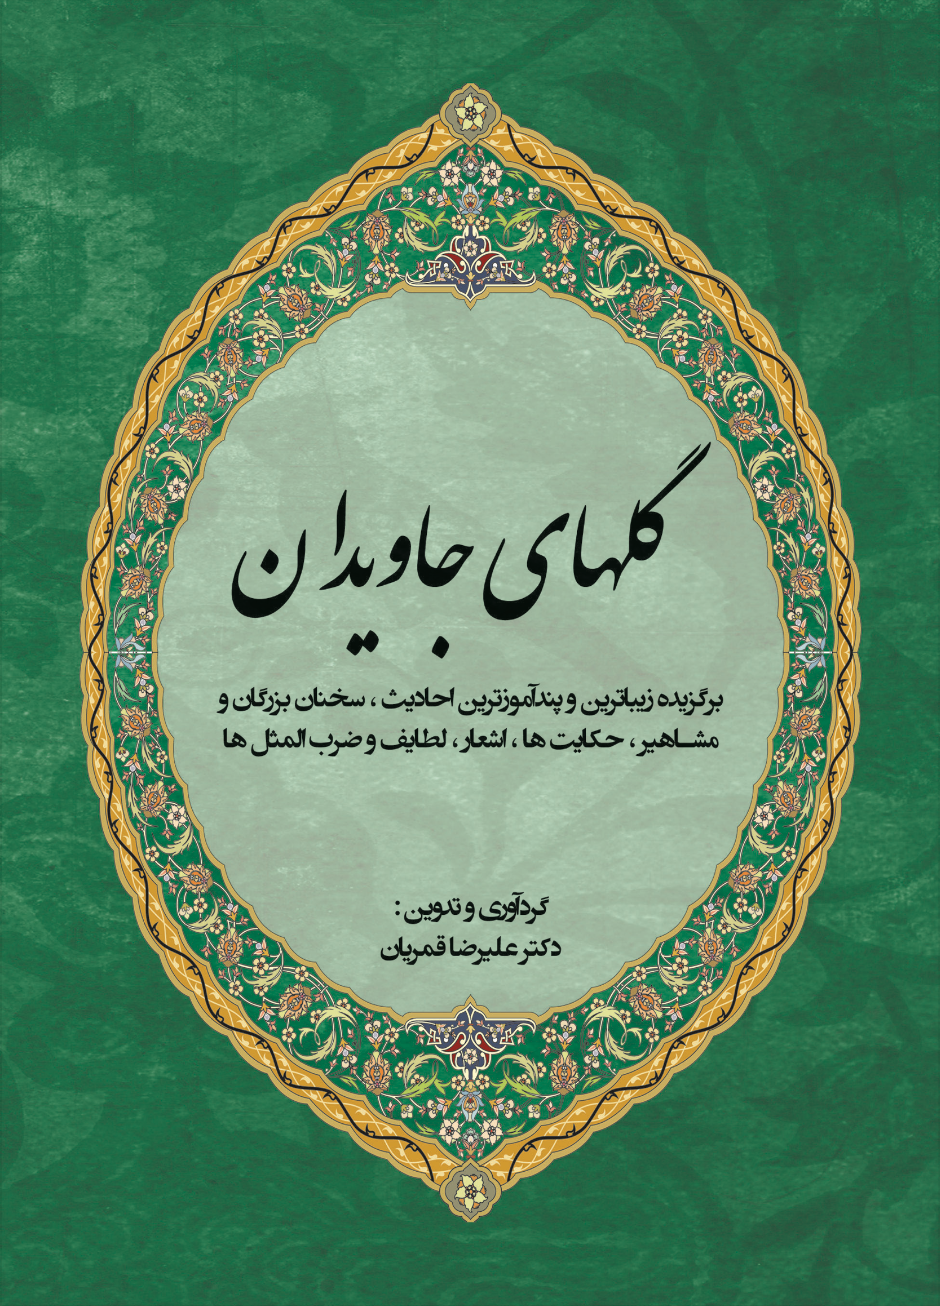 گلهای جاویدان
برگزیده زیباترین و پندآموزترین احادیث ، سخنان بزرگان و
مشـــاهیر ، حکایت ها ، اشعار ، لطایف و ضرب المثل ها
گردآوری و تدوین :
دکتر علیرضا قمریان